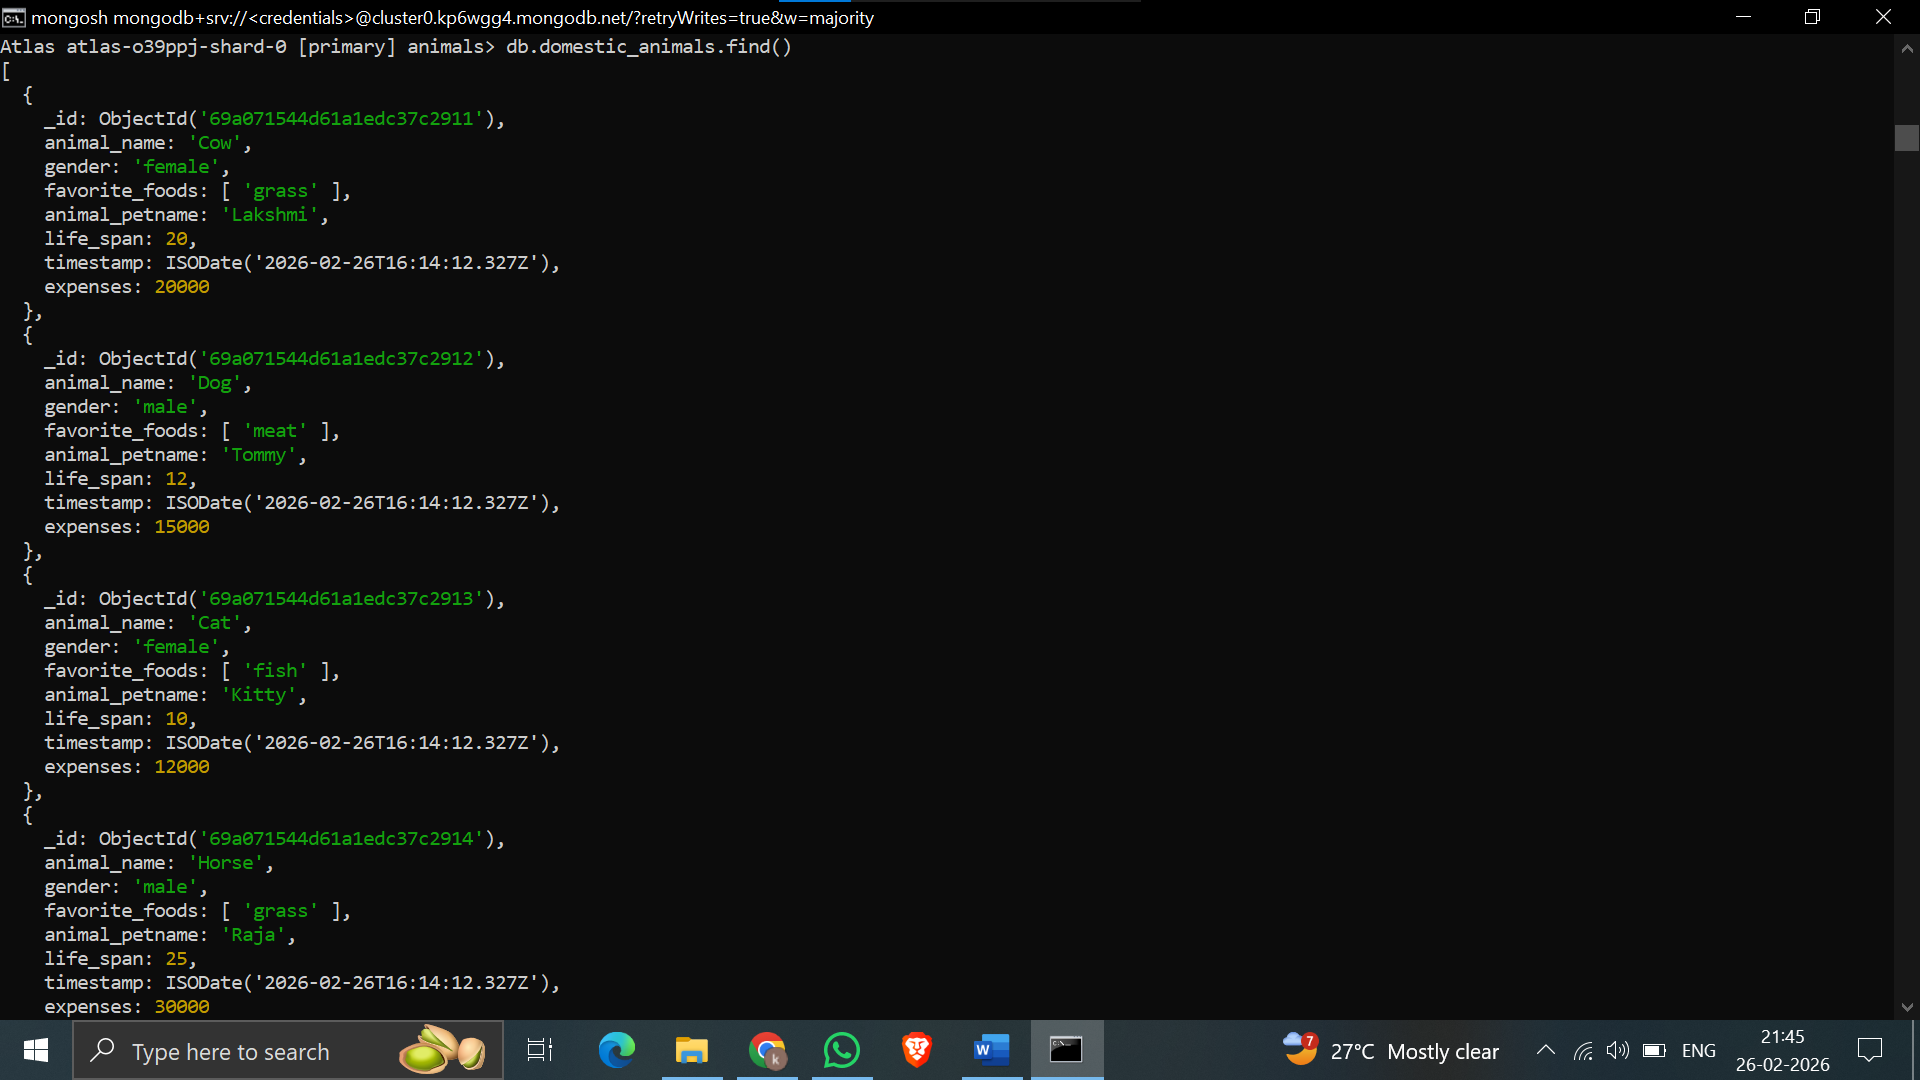 mongosh mongodb+srv://<credentials>@cluster0.kp6wgg4.mongodb.net/?retryWrites=true&w=majority
Atlas atlas-o39ppj-shard-0 [primary] animals> db.domestic_animals.find()
[
  {
    _id: ObjectId('69a071544d61a1edc37c2911'),
    animal_name: 'Cow',
    gender: 'female',
    favorite_foods: [ 'grass' ],
    animal_petname: 'Lakshmi',
    life_span: 20,
    timestamp: ISODate('2026-02-26T16:14:12.327Z'),
    expenses: 20000
  },
  {
    _id: ObjectId('69a071544d61a1edc37c2912'),
    animal_name: 'Dog',
    gender: 'male',
    favorite_foods: [ 'meat' ],
    animal_petname: 'Tommy',
    life_span: 12,
    timestamp: ISODate('2026-02-26T16:14:12.327Z'),
    expenses: 15000
  },
  {
    _id: ObjectId('69a071544d61a1edc37c2913'),
    animal_name: 'Cat',
    gender: 'female',
    favorite_foods: [ 'fish' ],
    animal_petname: 'Kitty',
    life_span: 10,
    timestamp: ISODate('2026-02-26T16:14:12.327Z'),
    expenses: 12000
  },
  {
    _id: ObjectId('69a071544d61a1edc37c2914'),
    animal_name: 'Horse',
    gender: 'male',
    favorite_foods: [ 'grass' ],
    animal_petname: 'Raja',
    life_span: 25,
    timestamp: ISODate('2026-02-26T16:14:12.327Z'),
    expenses: 30000
Type here to search
7
27°C Mostly clear
ENG
21:45
26-02-2026